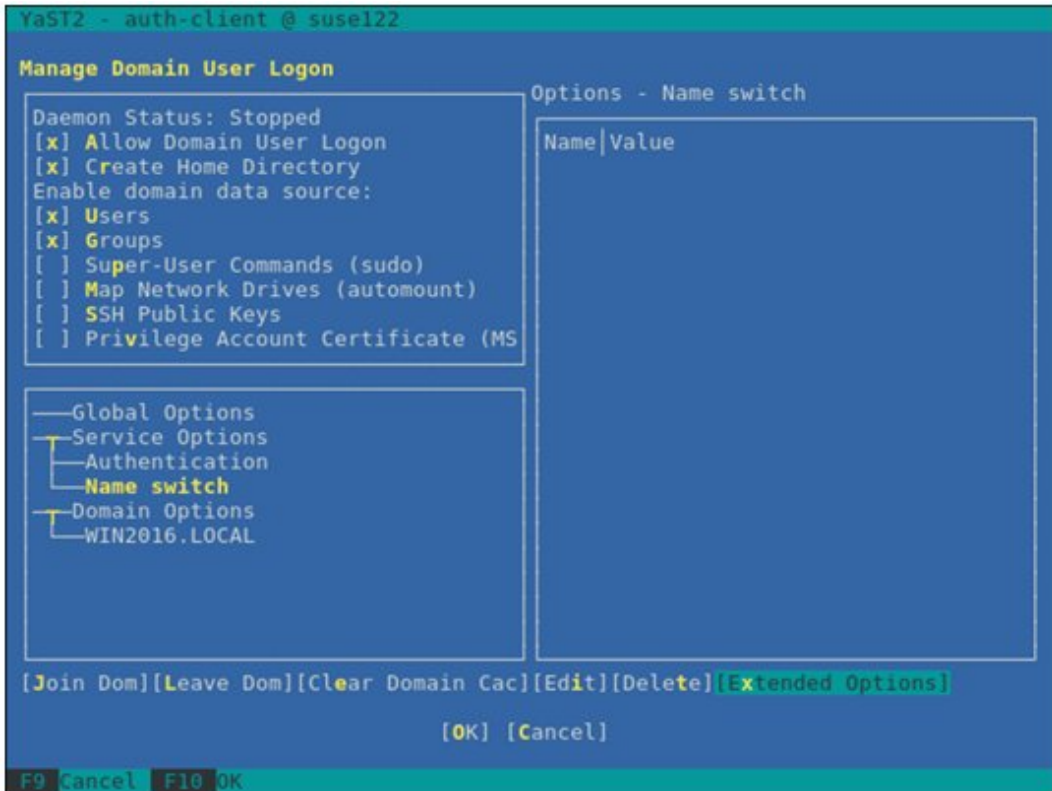 YaST2 - auth-client @ suse122
Manage Domain User Logon
Daemon Status: Stopped
[x] Allow Domain User Logon
[x] Create Home Directory
Enable domain data source:
[x] Users
[x] Groups
[ ] Super-User Commands (sudo)
[ ] Map Network Drives (automount)
[ ] SSH Public Keys
[ ] Privilege Account Certificate (MS
Global Options
Service Options
Authentication
Name switch
Domain Options
WIN2016.LOCAL
Options - Name switch
Name|Value
[Join Dom][Leave Dom][Clear Domain Cac][Edit][Delete][Extended Options]
[OK] [Cancel]
F9 Cancel F10 OK